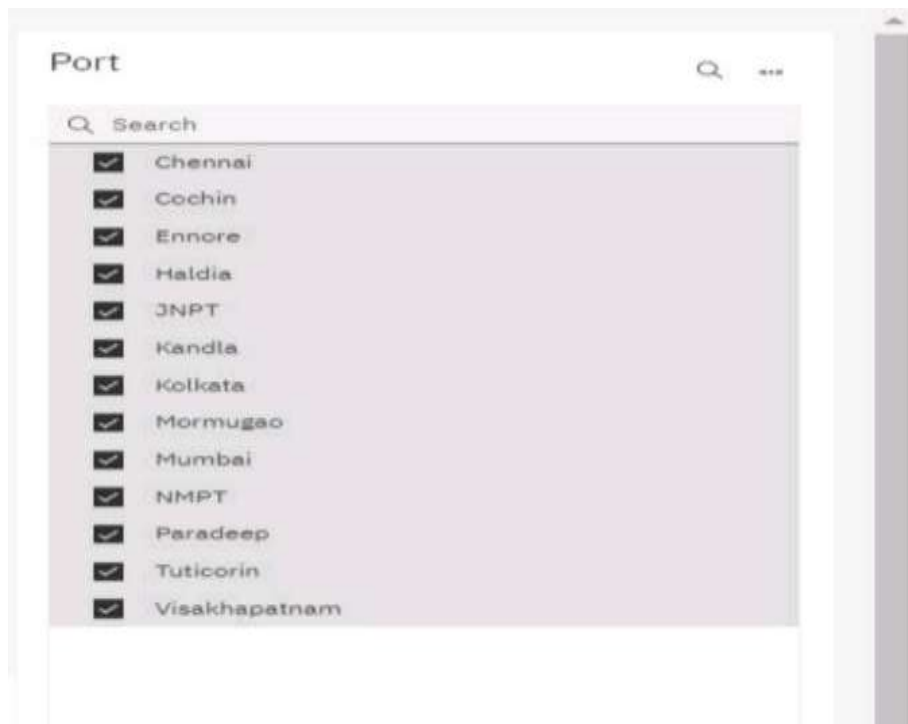 Port
Search
Chennai
Cochin
Ennore
Haldia
JNPT
Kandla
Kolkata
Mormugao
Mumbai
NMPT
Paradeep
Tuticorin
Visakhapatnam